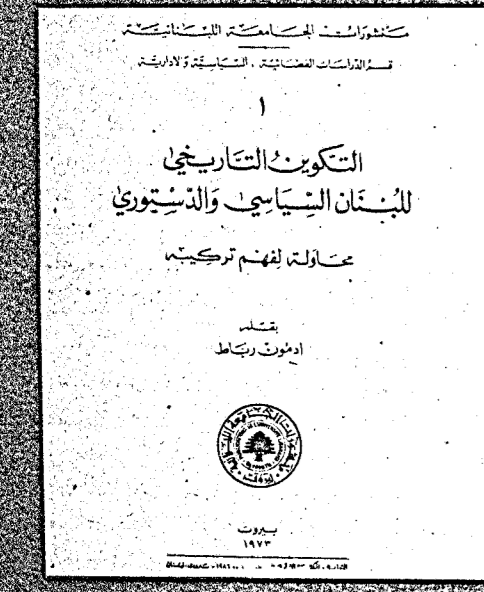 منشورات الجامعة اللبنانية
قسم الدراسات القضائية ، السياسية والادارية
١
التكوين التاريخي
للبنان السياسي والدستوري
محاولة لفهم تركيبه
بقلم
ادمون رباط
بيروت
١٩٧٣